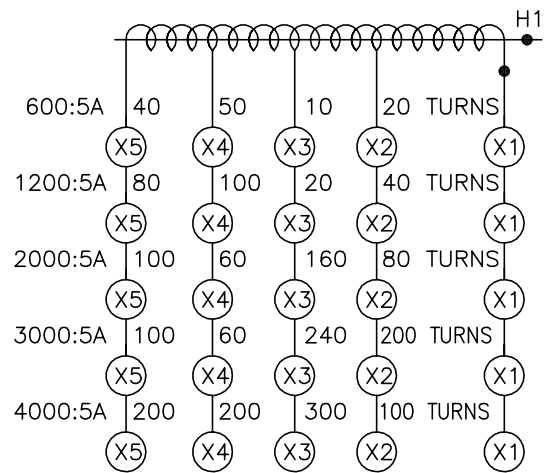 H1
600:5A 40 50 10 20 TURNS
X5 X4 X3 X2 X1
1200:5A 80 100 20 40 TURNS
X5 X4 X3 X2 X1
2000:5A 100 60 160 80 TURNS
X5 X4 X3 X2 X1
3000:5A 100 60 240 200 TURNS
X5 X4 X3 X2 X1
4000:5A 200 200 300 100 TURNS
X5 X4 X3 X2 X1